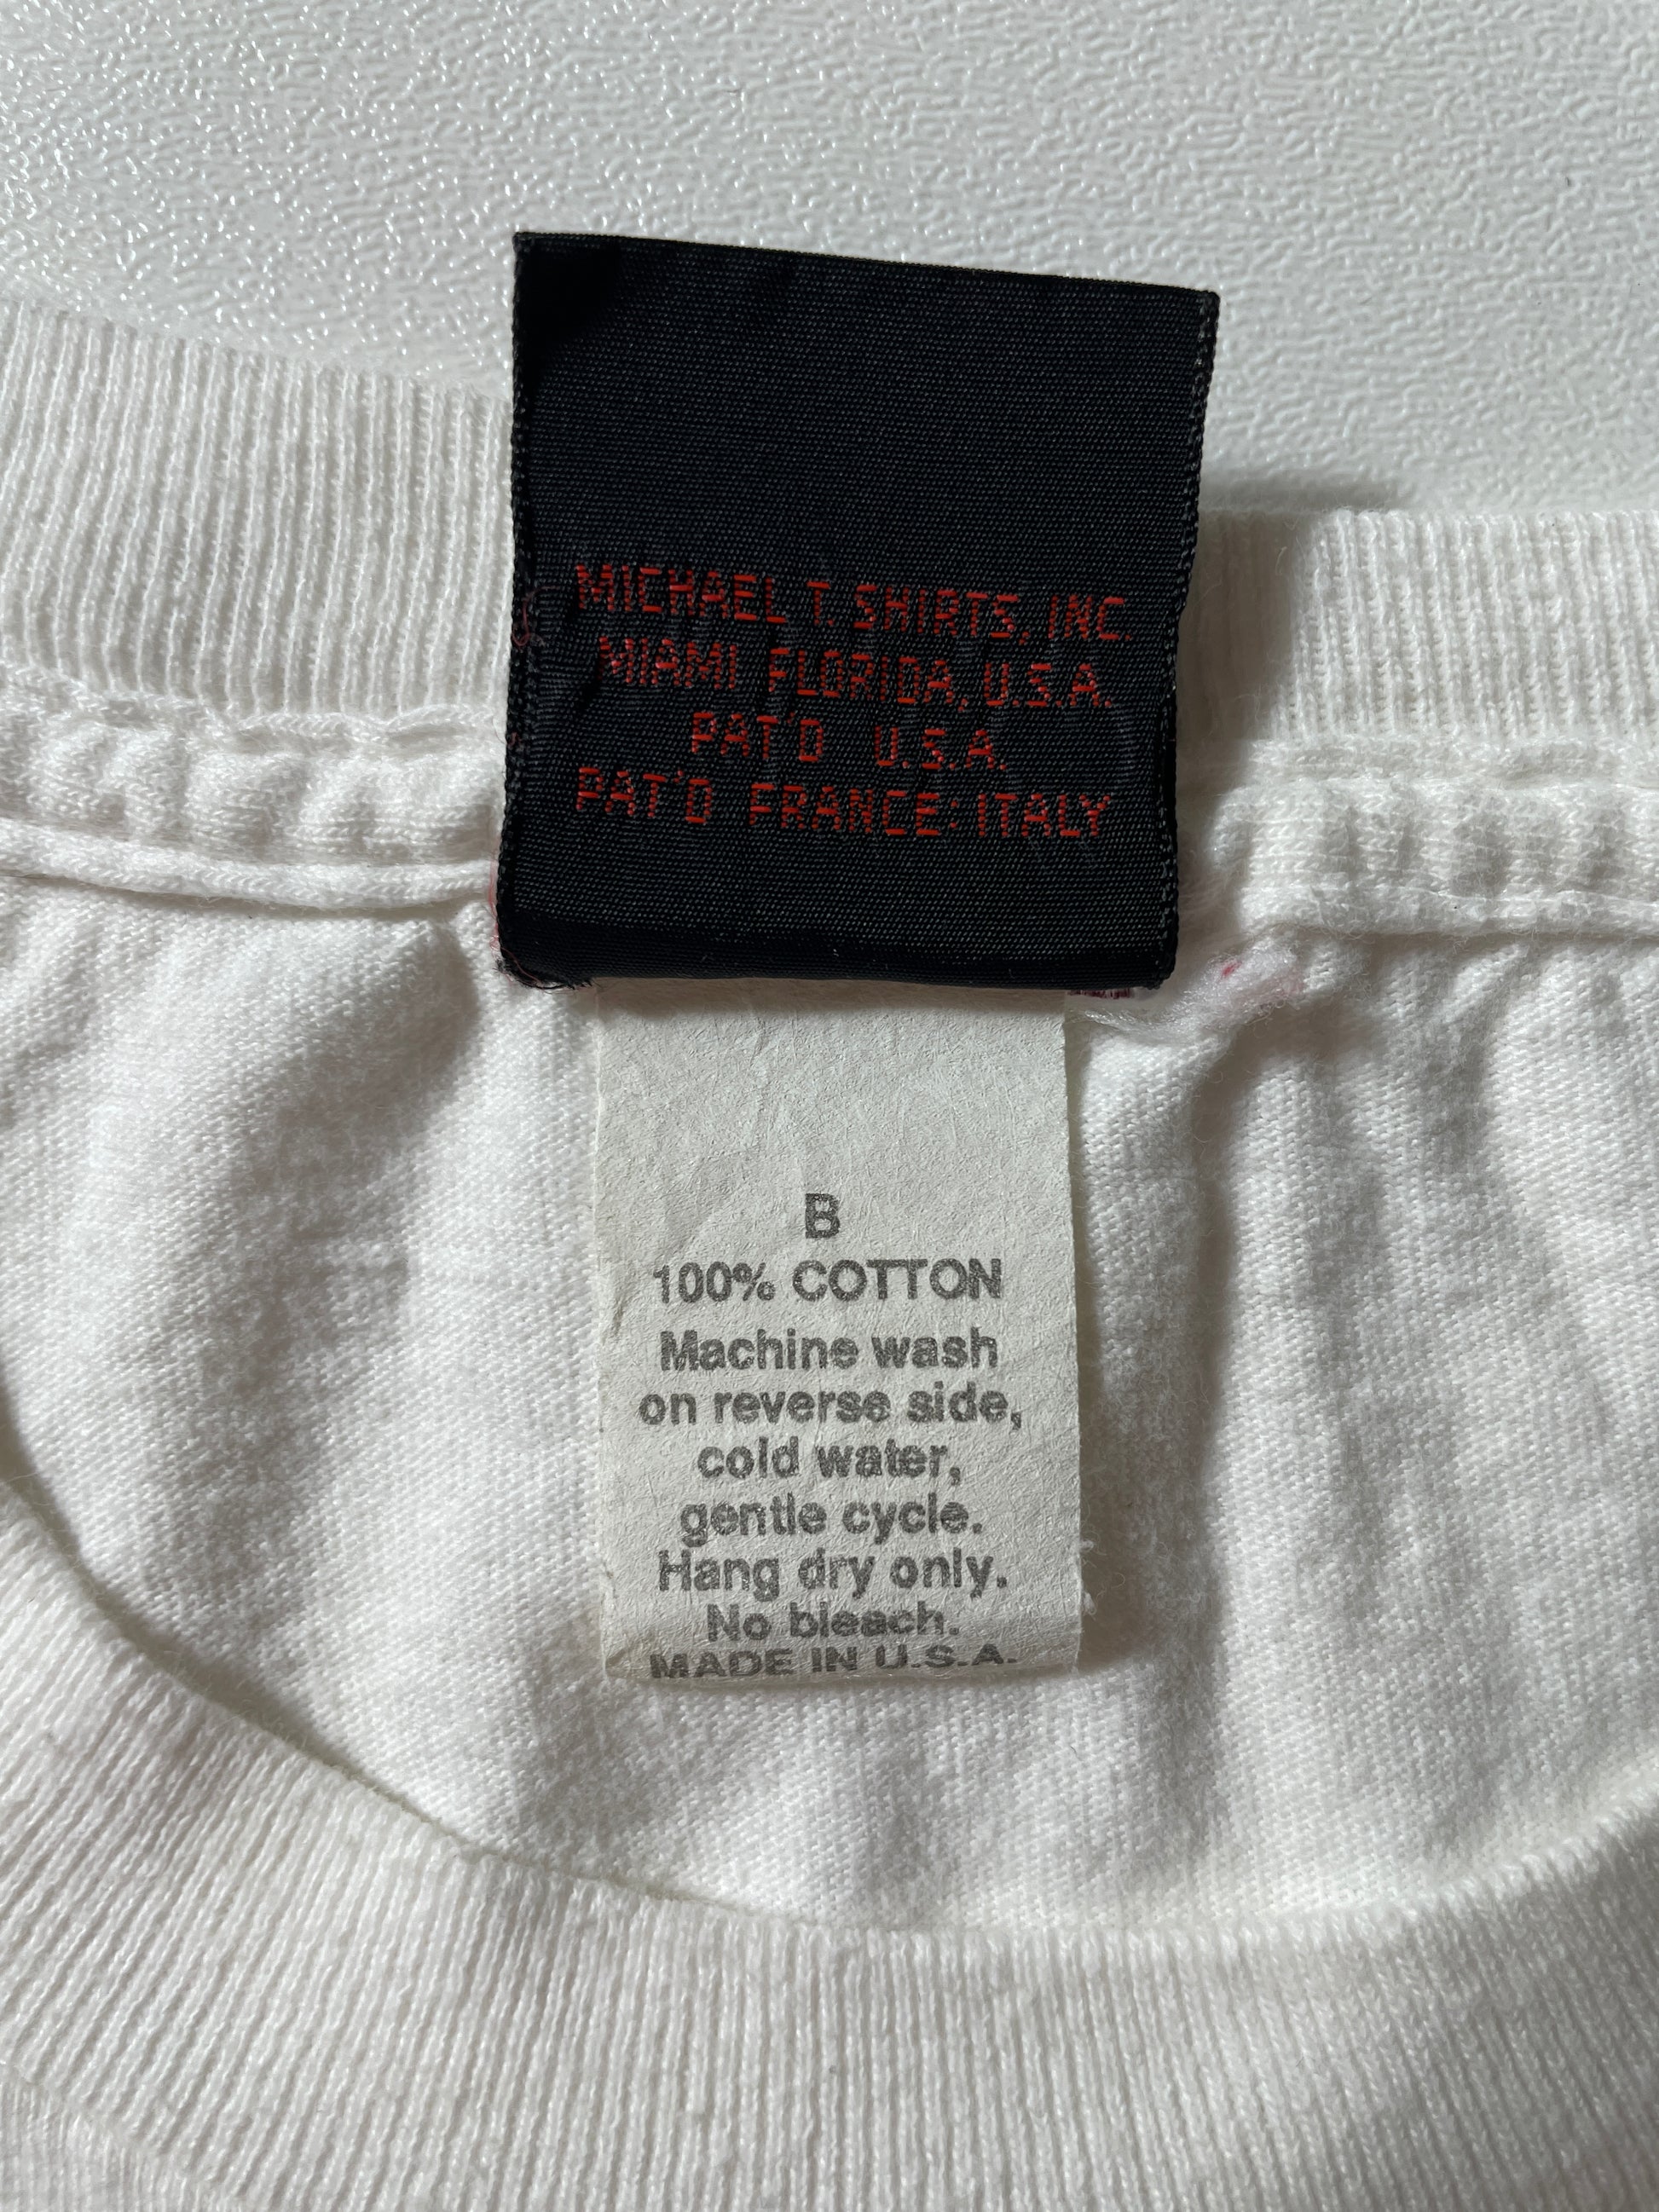 MICHAEL T. SHIRTS, INC.
MIAMI FLORIDA, U.S.A.
PAT'D U.S.A.
PAT'D FRANCE: ITALY
B
100% COTTON
Machine wash
on reverse side,
cold water,
gentle cycle.
Hang dry only.
No bleach.
MADE IN U.S.A.